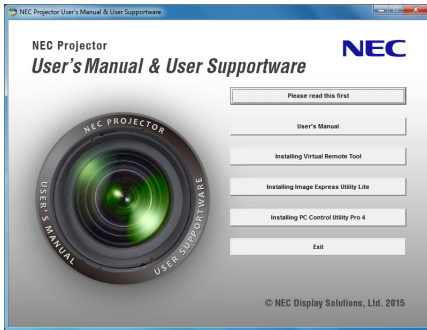 NEC Projector User's Manual & User Supportware
NEC Projector
NEC
User's Manual & User Supportware
NEC PROJECTOR
USER'S MANUAL
USER SUPPORTWARE
Please read this first
User's Manual
Installing Virtual Remote Tool
Installing Image Express Utility Lite
Installing PC Control Utility Pro 4
Exit
© NEC Display Solutions, Ltd. 2015